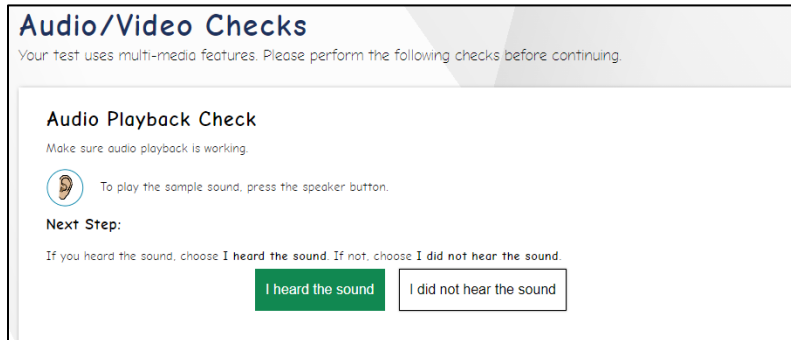 Audio/Video Checks
Your test uses multi-media features. Please perform the following checks before continuing.
Audio Playback Check
Make sure audio playback is working.
To play the sample sound, press the speaker button.
Next Step:
If you heard the sound, choose I heard the sound. If not, choose I did not hear the sound.
I heard the sound I did not hear the sound